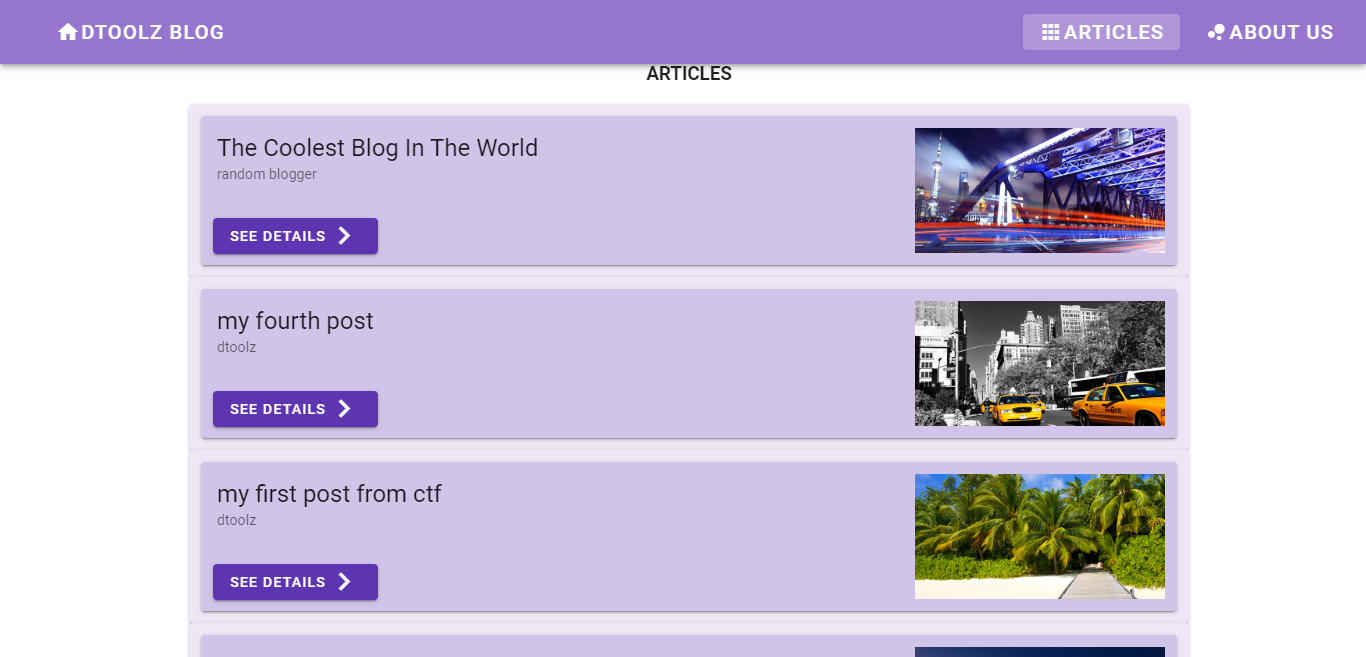 DTOOLZ BLOG
ARTICLES
ABOUT US
ARTICLES
The Coolest Blog In The World
random blogger
SEE DETAILS
my fourth post
dtoolz
SEE DETAILS
my first post from ctf
dtoolz
SEE DETAILS